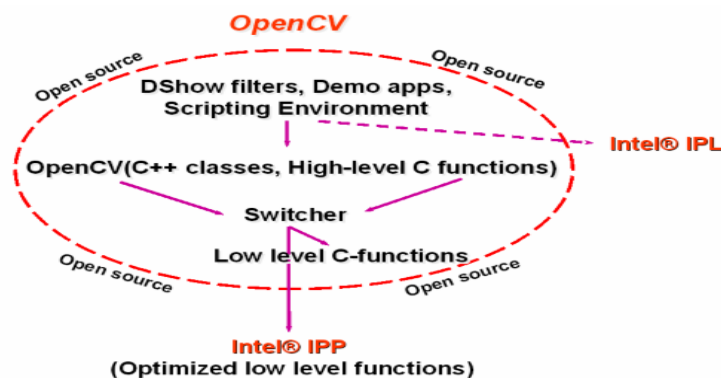 OpenCV
Open source
Open source
DShow filters, Demo apps,
Scripting Environment
Intel® IPL
OpenCV(C++ classes, High-level C functions)
Switcher
Low level C-functions
Open source
Open source
Intel® IPP
(Optimized low level functions)